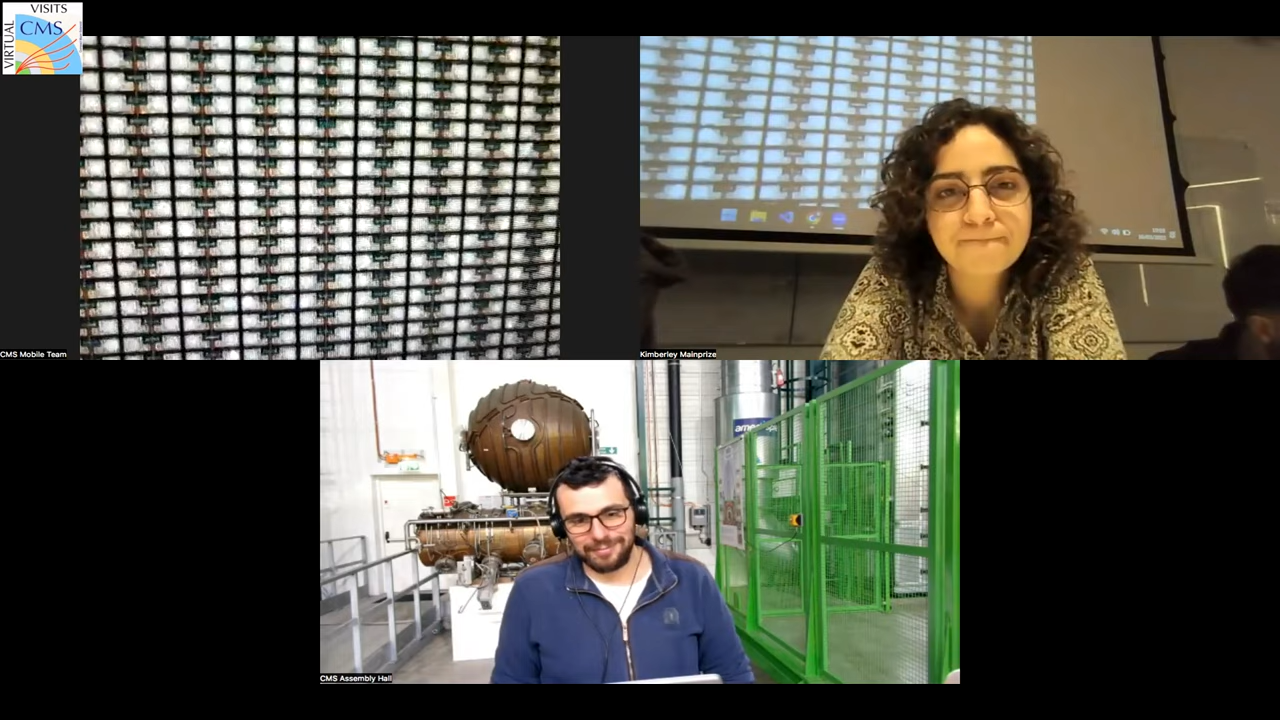 VISITS
VIRTUAL
CMS
CMS Mobile Team
Kimberley Mainprize
CMS Assembly Hall